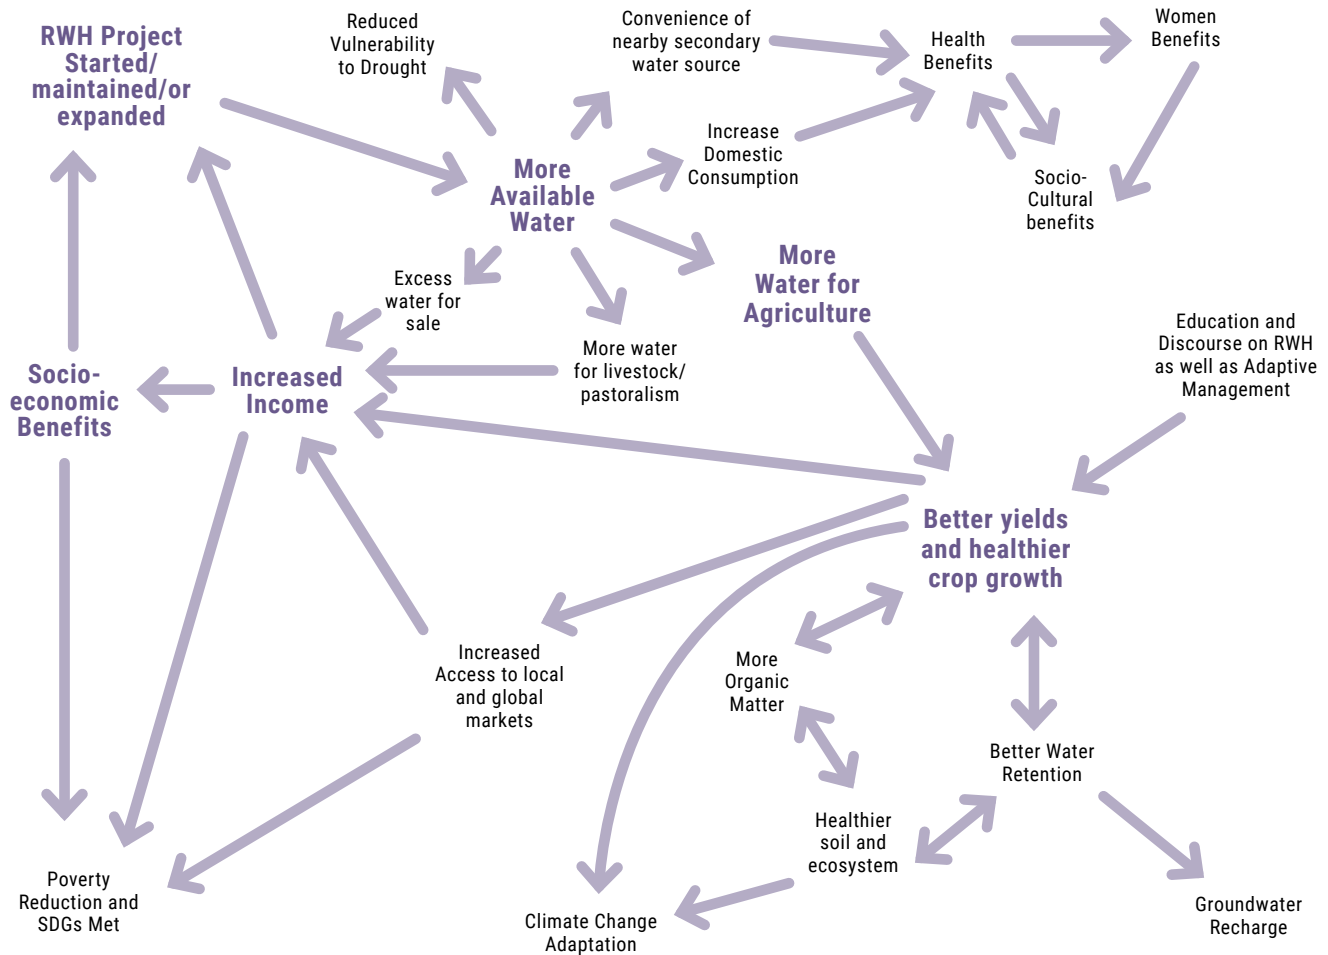 RWH Project
Started/
maintained/or
expanded
Reduced
Vulnerability
to Drought
Convenience of
nearby secondary
water source
Health
Benefits
Women
Benefits
Increase
Domestic
Consumption
More
Available
Water
Socio-
Cultural
benefits
More
Water for
Agriculture
Excess
water for
sale
More water
for livestock/
pastoralism
Education and
Discourse on RWH
as well as Adaptive
Management
Socio-
economic
Benefits
Increased
Income
Better yields
and healthier
crop growth
Increased
Access to local
and global
markets
More
Organic
Matter
Better Water
Retention
Healthier
soil and
ecosystem
Poverty
Reduction and
SDGs Met
Climate Change
Adaptation
Groundwater
Recharge